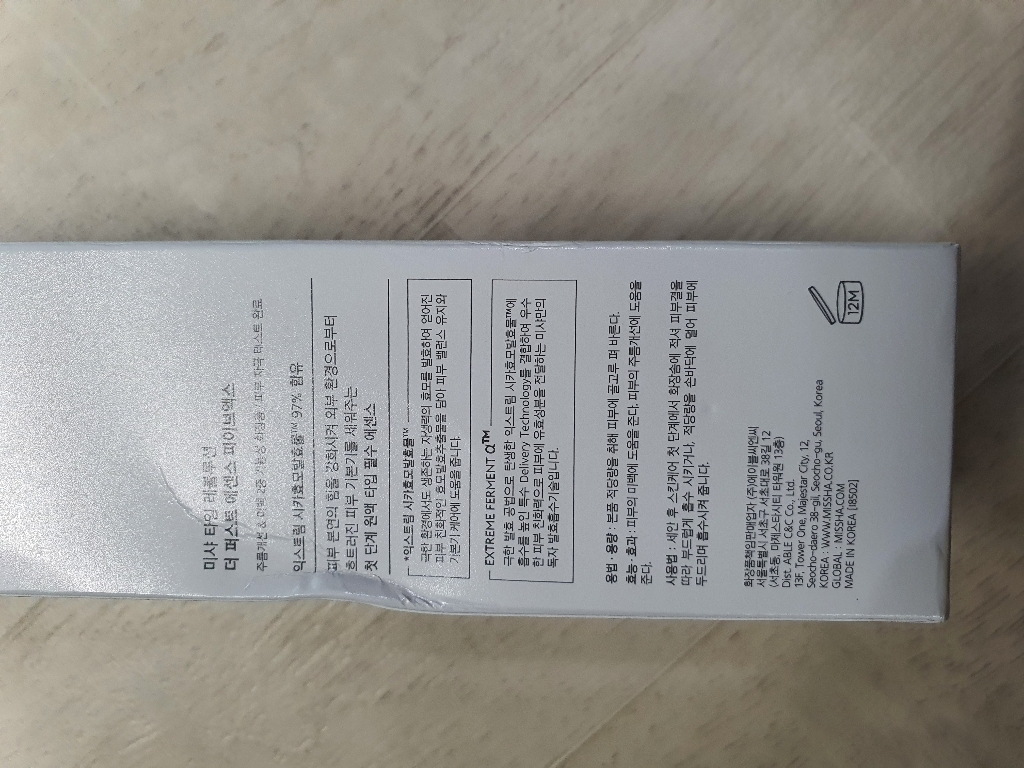 미샤 타임 레볼루션
더 퍼스트 에센스 파이브엑스
주름개선 & 미백 2중 기능성 화장품 피부 자극 테스트 완료
익스트림 시카효모발효물™ 97% 함유
피부 본연의 힘을 강화시켜 외부 환경으로부터
흐트러진 피부 기본기를 세워주는
첫 단계 원액 타입 필수 에센스
*익스트림 시카효모발효물™
극한 환경에서도 생존하는 자생력의 효모를 발효하여 얻어진
피부 친화적인 효모발효추출물을 담아 피부 밸런스 유지와
기본기 케어에 도움을 줍니다.
EXTREME FERMENT α™
극한 발효 공법으로 탄생한 익스트림 시카효모발효물™에
흡수를 높인 특수 Delivery Technology를 결합하여 우수
한 피부 친화력으로 피부에 유효성분을 전달하는 미샤만의
독자 발효흡수기술입니다.
용법·용량 : 본품 적당량을 취해 피부에 골고루 펴 바른다.
효능·효과 : 피부의 미백에 도움을 준다. 피부의 주름개선에 도움을
준다.
사용법 : 세안 후 스킨케어 첫 단계에서 화장솜에 적셔 피부결을
따라 부드럽게 흡수 시키거나, 적당량을 손바닥에 덜어 피부에
두드리며 흡수시켜 줍니다.
화장품책임판매업자 (주)에이블씨엔씨
서울특별시 서초구 서초대로 38길 12
(서초동, 마제스타시티 타워원 13층)
Dist. ABLE C&C Co., Ltd.
13F, Tower One, Majestar City, 12,
Seocho-daero 38-gil, Seocho-gu, Seoul, Korea
KOREA : WWW.MISSHA.CO.KR
GLOBAL : MISSHA.COM
MADE IN KOREA [8502]
12M